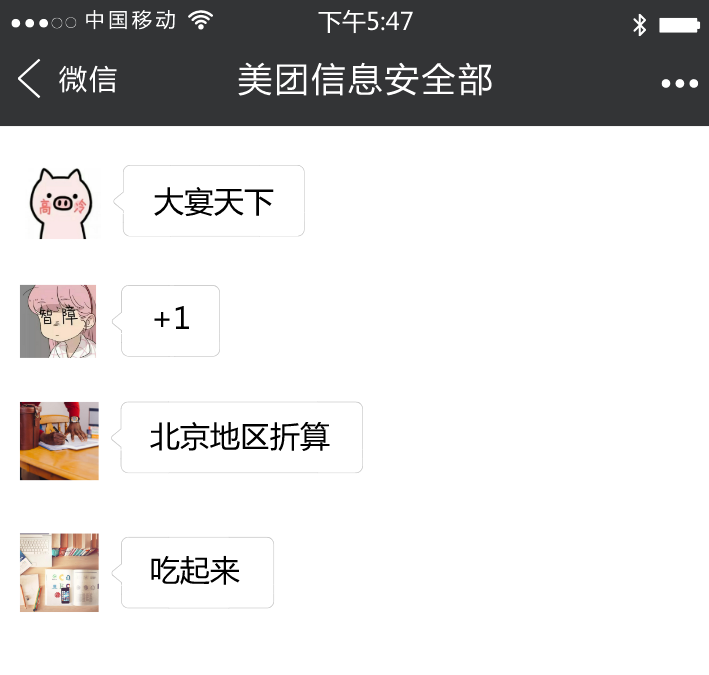 中国移动 下午5:47
微信 美团信息安全部
高冷
大宴天下
智障
+1
北京地区折算
吃起来